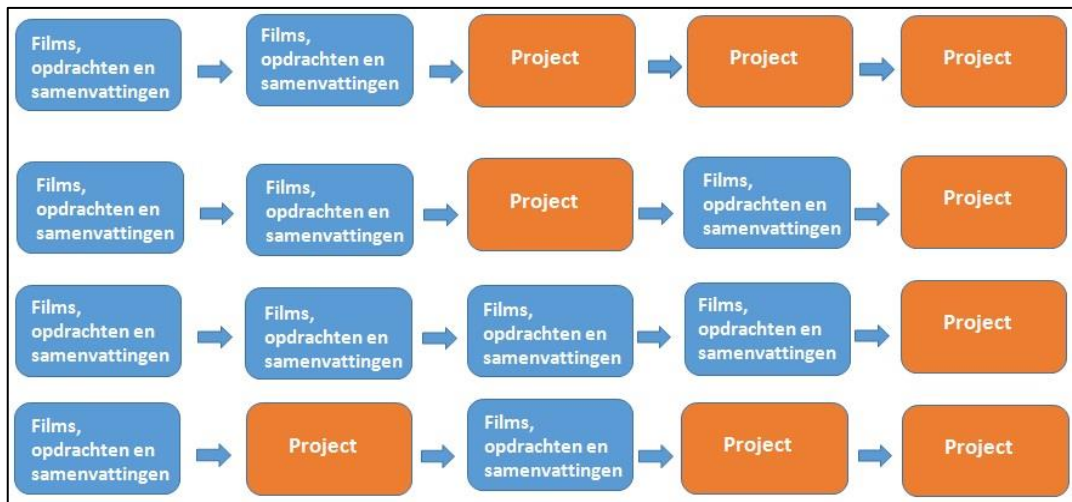 Films,
opdrachten en
samenvattingen
Films,
opdrachten en
samenvattingen
Project
Project
Project
Films,
opdrachten en
samenvattingen
Films,
opdrachten en
samenvattingen
Project
Films,
opdrachten en
samenvattingen
Project
Films,
opdrachten en
samenvattingen
Films,
opdrachten en
samenvattingen
Films,
opdrachten en
samenvattingen
Films,
opdrachten en
samenvattingen
Project
Films,
opdrachten en
samenvattingen
Project
Films,
opdrachten en
samenvattingen
Project
Project